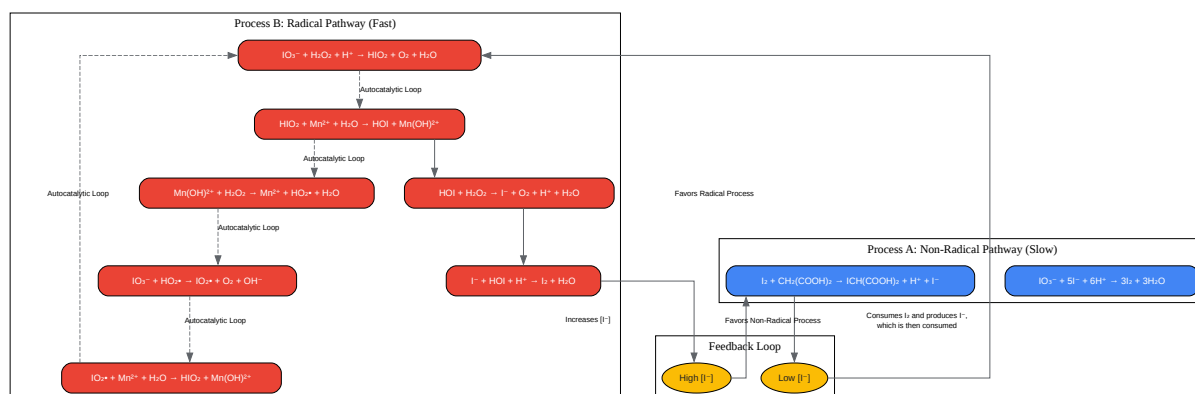 Process B: Radical Pathway (Fast)
IO₃⁻ + H₂O₂ + H⁺ → HIO₂ + O₂ + H₂O
Autocatalytic Loop
HIO₂ + Mn²⁺ + H₂O → HOI + Mn(OH)²⁺
Autocatalytic Loop
Autocatalytic Loop
Mn(OH)²⁺ + H₂O₂ → Mn²⁺ + HO₂• + H₂O
HOI + H₂O₂ → I⁻ + O₂ + H⁺ + H₂O
Favors Radical Process
Autocatalytic Loop
Process A: Non-Radical Pathway (Slow)
IO₃⁻ + HO₂• → IO₂• + O₂ + OH⁻
I⁻ + HOI + H⁺ → I₂ + H₂O
I₂ + CH₂(COOH)₂ → ICH(COOH)₂ + H⁺ + I⁻
IO₃⁻ + 5I⁻ + 6H⁺ → 3I₂ + 3H₂O
Autocatalytic Loop
Increases [I⁻]
Favors Non-Radical Process
Consumes I₂ and produces I⁻,
which is then consumed
Feedback Loop
IO₂• + Mn²⁺ + H₂O → HIO₂ + Mn(OH)²⁺
High [I⁻]
Low [I⁻]